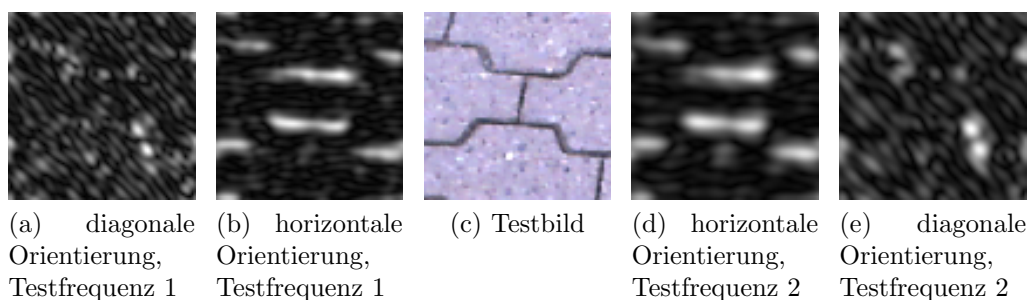 (a) diagonale
Orientierung,
Testfrequenz 1
(b) horizontale
Orientierung,
Testfrequenz 1
(c) Testbild
(d) horizontale
Orientierung,
Testfrequenz 2
(e) diagonale
Orientierung,
Testfrequenz 2